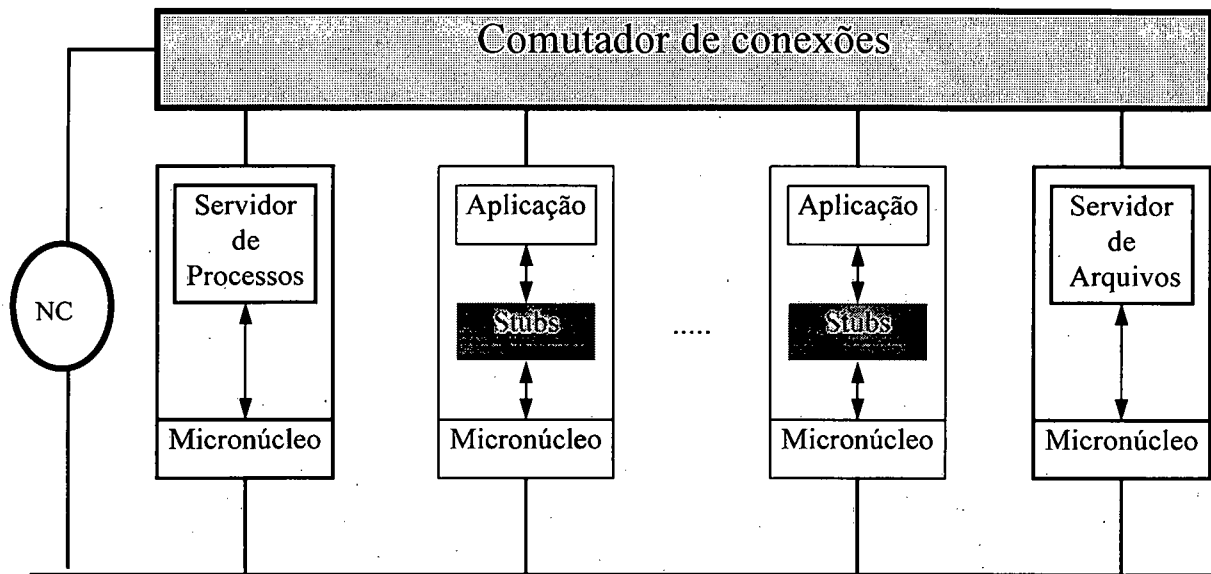 Comutador de conexões
Servidor
de
Processos
Aplicação
Aplicação
Servidor
de
Arquivos
NC
Stubs
.....
Stubs
Micronúcleo
Micronúcleo
Micronúcleo
Micronúcleo